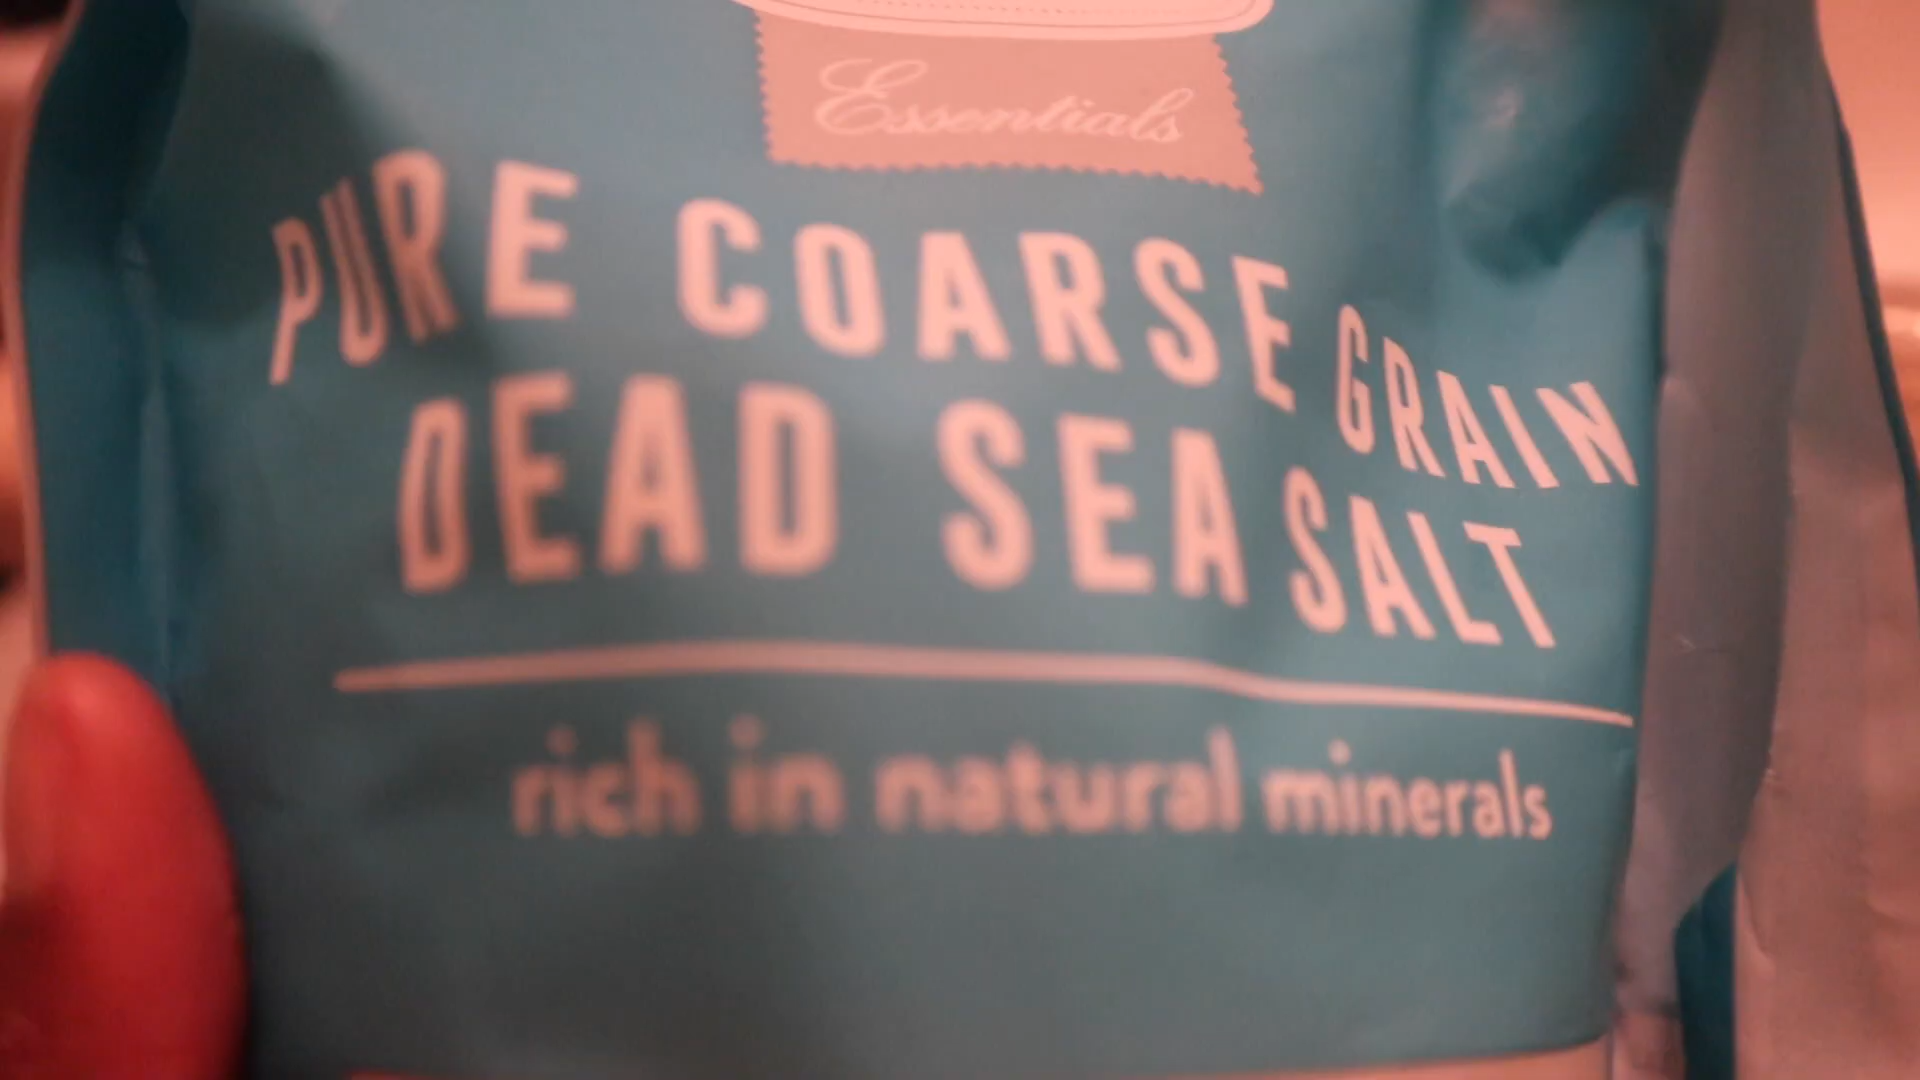 Essentials
PURE COARSE GRAIN
DEAD SEA SALT
rich in natural minerals